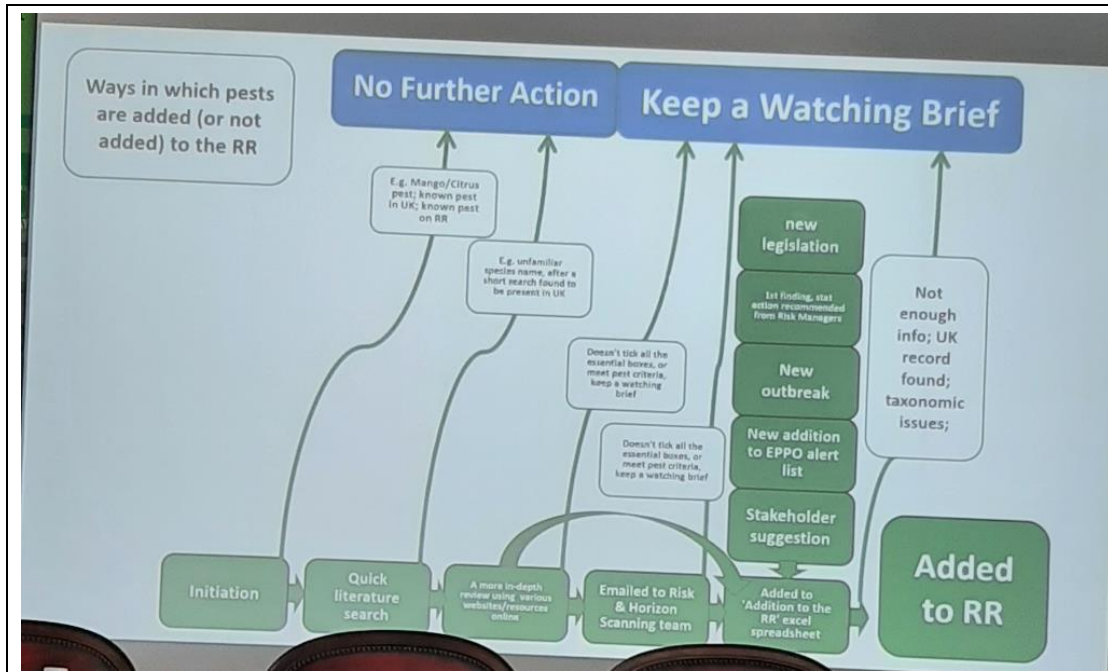 Ways in which pests
are added (or not
added) to the RR
No Further Action
Keep a Watching Brief
E.g. Mango/Citrus
pest; known pest
in UK; known pest
on RR
E.g. unfamiliar
species name, after a
short search found to
be present in UK
Doesn't tick all the
essential boxes, or
meet pest criteria,
keep a watching
brief
Doesn't tick all the
essential boxes, or
meet pest criteria,
keep a watching brief
new
legislation
1st finding, stat
action recommended
from Risk Managers
New
outbreak
New addition
to EPPO alert
list
Stakeholder
suggestion
Not
enough
info; UK
record
found;
taxonomic
issues;
Initiation
Quick
literature
search
A more in-depth
review using various
websites/resources
online
Emailed to Risk
& Horizon
Scanning team
Added to
'Addition to the
RR' excel
spreadsheet
Added
to RR